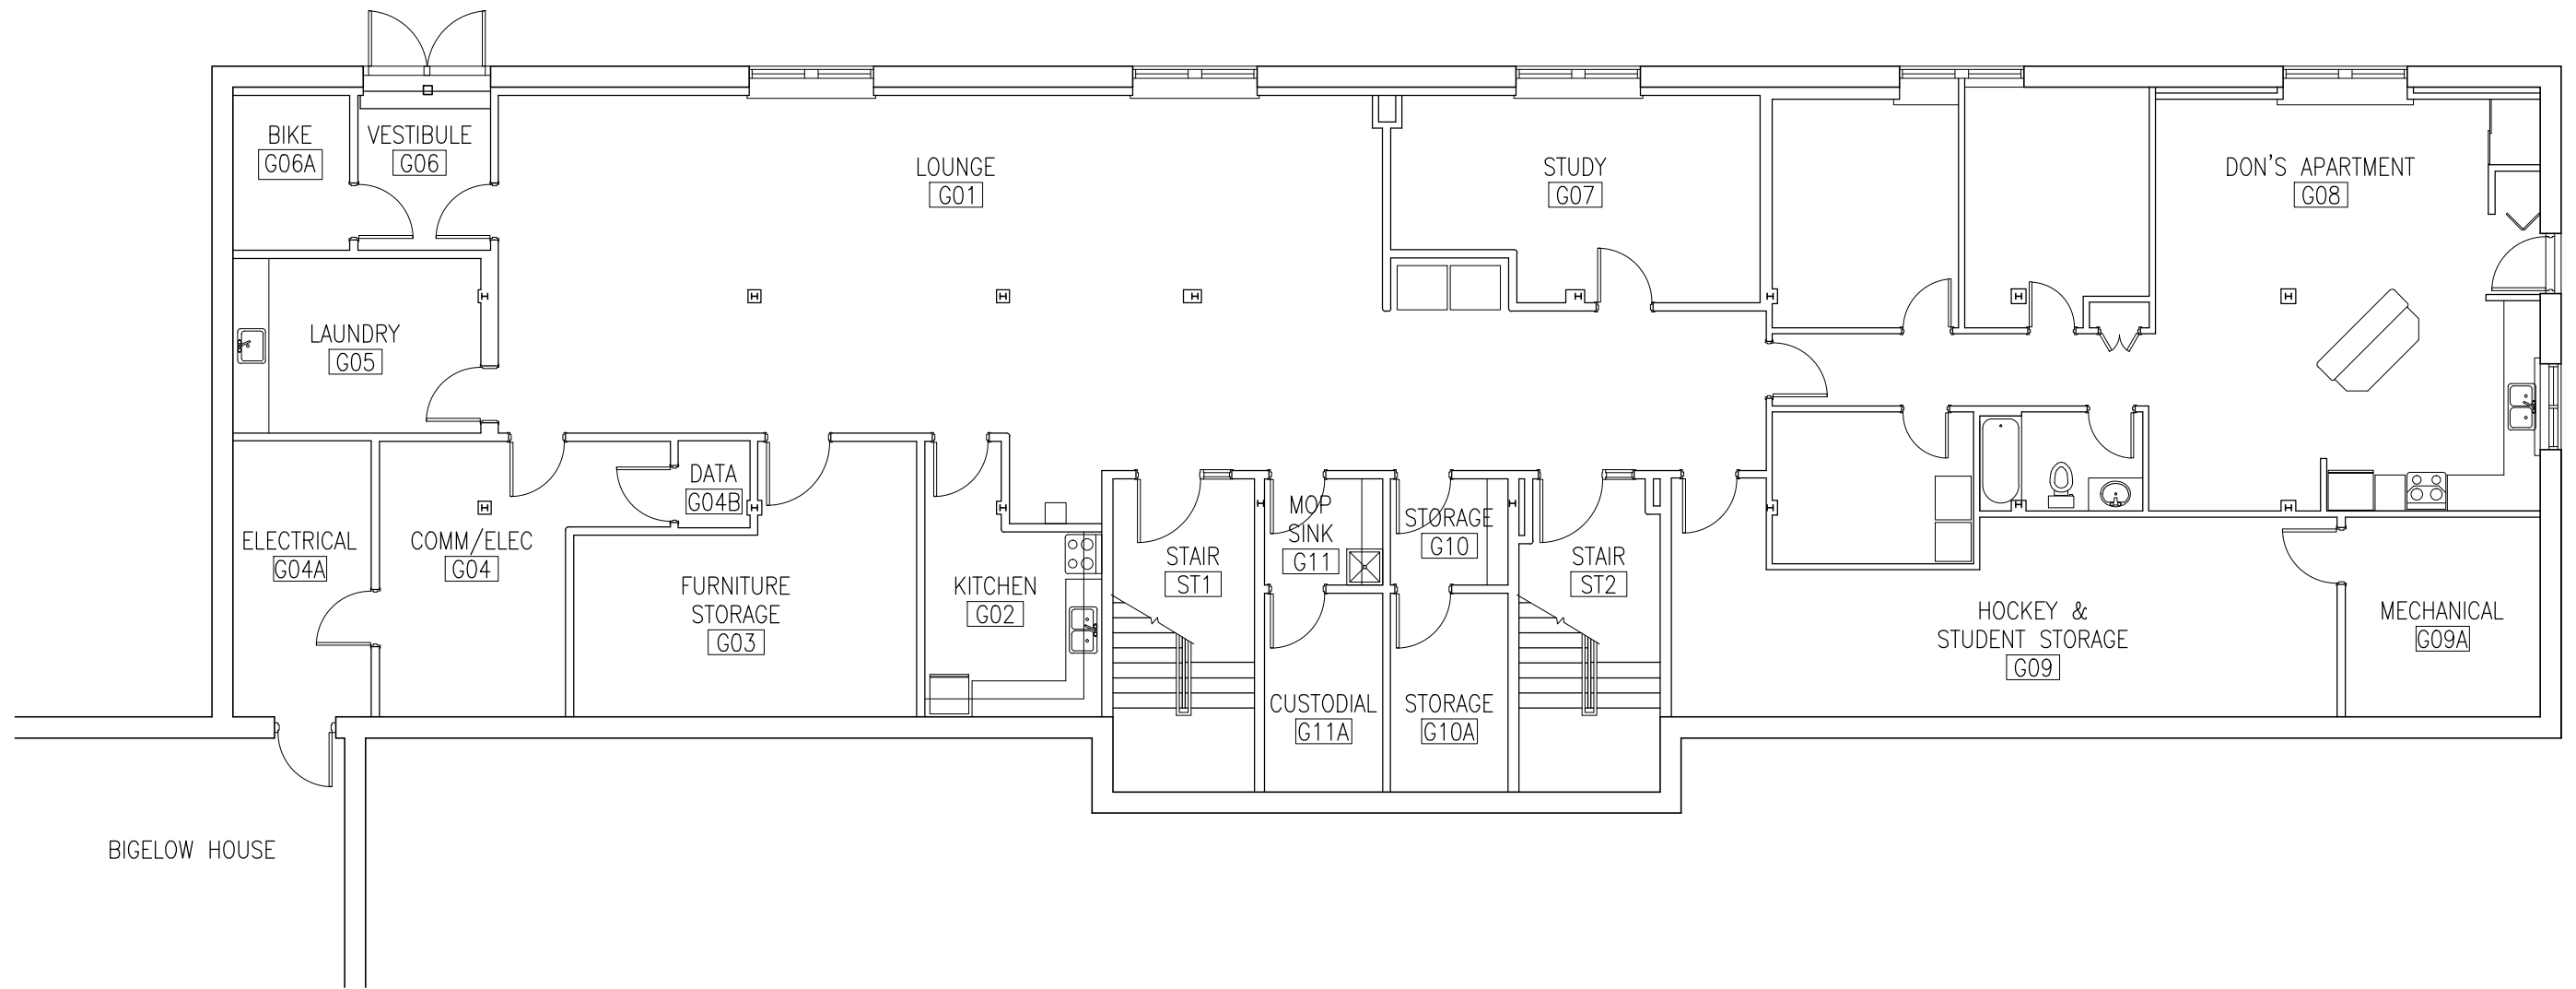 BIKE
G06A
VESTIBULE
G06
LOUNGE
G01
STUDY
G07
DON'S APARTMENT
G08
LAUNDRY
G05
DATA
G04B
ELECTRICAL
G04A
COMM/ELEC
G04
FURNITURE
STORAGE
G03
KITCHEN
G02
STAIR
ST1
MOP
SINK
G11
STORAGE
G10
STAIR
ST2
CUSTODIAL
G11A
STORAGE
G10A
HOCKEY &
STUDENT STORAGE
G09
MECHANICAL
G09A
BIGELOW HOUSE